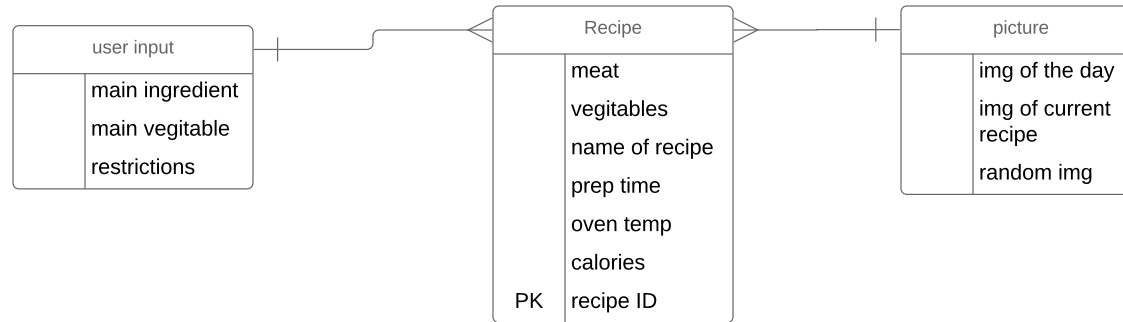 user input
main ingredient
main vegitable
restrictions
Recipe
meat
vegitables
name of recipe
prep time
oven temp
calories
PK recipe ID
picture
img of the day
img of current
recipe
random img